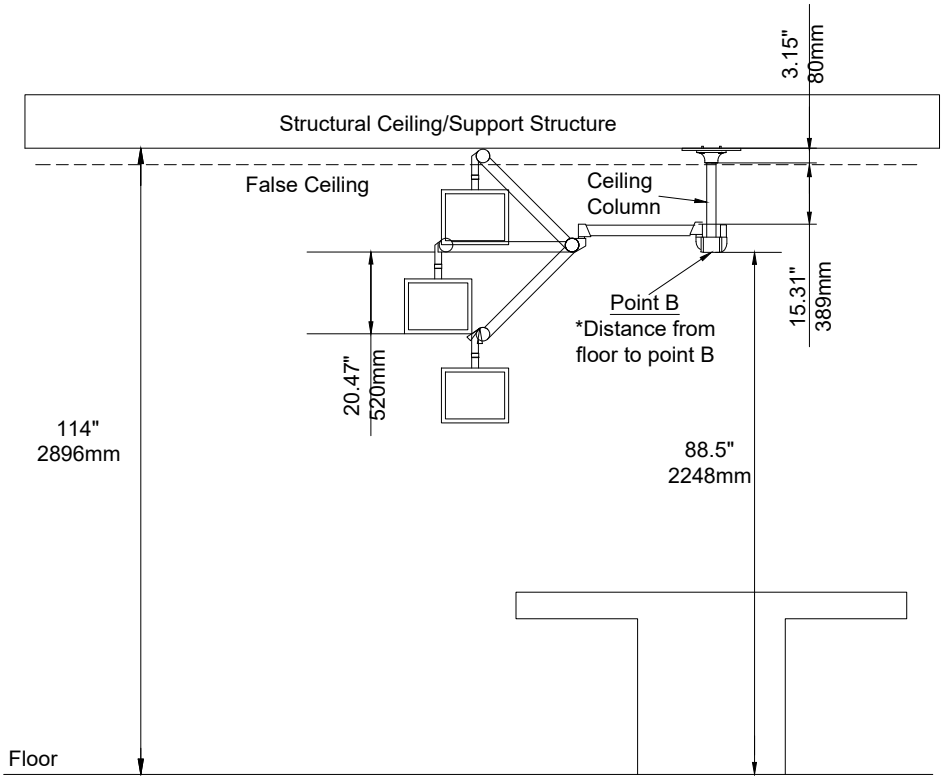 3.15"
80mm
Structural Ceiling/Support Structure
False Ceiling
Ceiling
Column
15.31"
389mm
Point B
*Distance from
floor to point B
20.47"
520mm
114"
2896mm
88.5"
2248mm
Floor